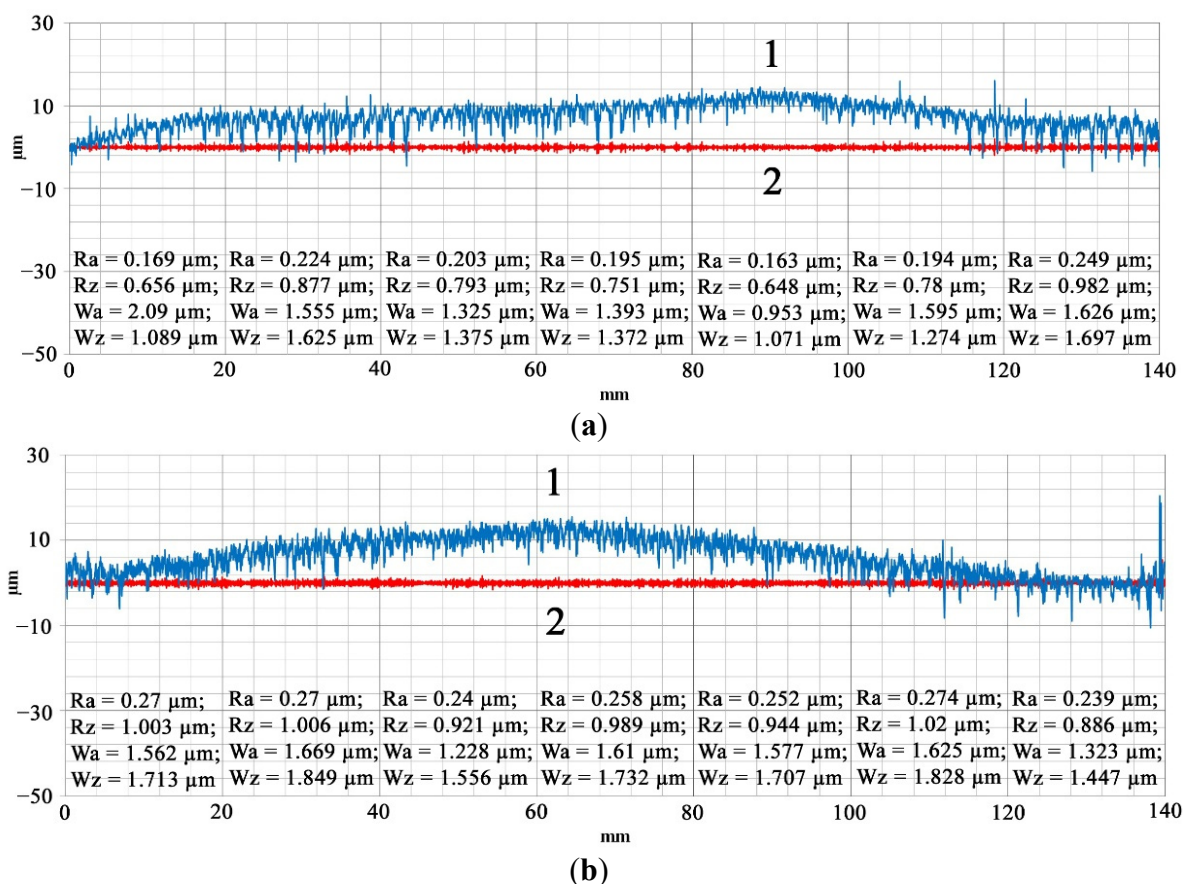 30
1
10
μm
−10
2
Ra = 0.169 μm; Ra = 0.224 μm; Ra = 0.203 μm; Ra = 0.195 μm; Ra = 0.163 μm; Ra = 0.194 μm; Ra = 0.249 μm;
−30 Rz = 0.656 μm; Rz = 0.877 μm; Rz = 0.793 μm; Rz = 0.751 μm; Rz = 0.648 μm; Rz = 0.78 μm; Rz = 0.982 μm;
Wa = 2.09 μm; Wa = 1.555 μm; Wa = 1.325 μm; Wa = 1.393 μm; Wa = 0.953 μm; Wa = 1.595 μm; Wa = 1.626 μm;
Wz = 1.089 μm Wz = 1.625 μm Wz = 1.375 μm Wz = 1.372 μm Wz = 1.071 μm Wz = 1.274 μm Wz = 1.697 μm
−50
0 20 40 60 80 100 120 140
mm
(a)
30
1
10
μm
−10
2
Ra = 0.27 μm; Ra = 0.27 μm; Ra = 0.24 μm; Ra = 0.258 μm; Ra = 0.252 μm; Ra = 0.274 μm; Ra = 0.239 μm;
−30 Rz = 1.003 μm; Rz = 1.006 μm; Rz = 0.921 μm; Rz = 0.989 μm; Rz = 0.944 μm; Rz = 1.02 μm; Rz = 0.886 μm;
Wa = 1.562 μm; Wa = 1.669 μm; Wa = 1.228 μm; Wa = 1.61 μm; Wa = 1.577 μm; Wa = 1.625 μm; Wa = 1.323 μm;
Wz = 1.713 μm Wz = 1.849 μm Wz = 1.556 μm Wz = 1.732 μm Wz = 1.707 μm Wz = 1.828 μm Wz = 1.447 μm
−50
0 20 40 60 80 100 120 140
mm
(b)